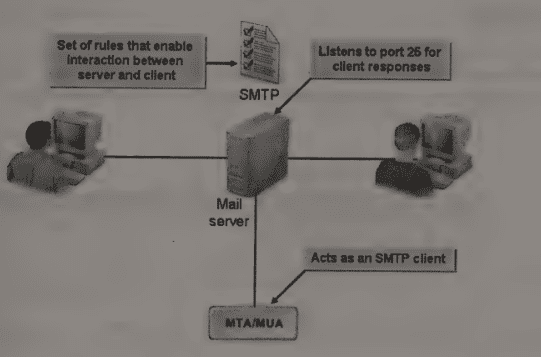 Set of rules that enable
interaction between
server and client
SMTP
Listens to port 26 for
client responses
Mail
server
Acts as an SMTP client
MTA/MUA